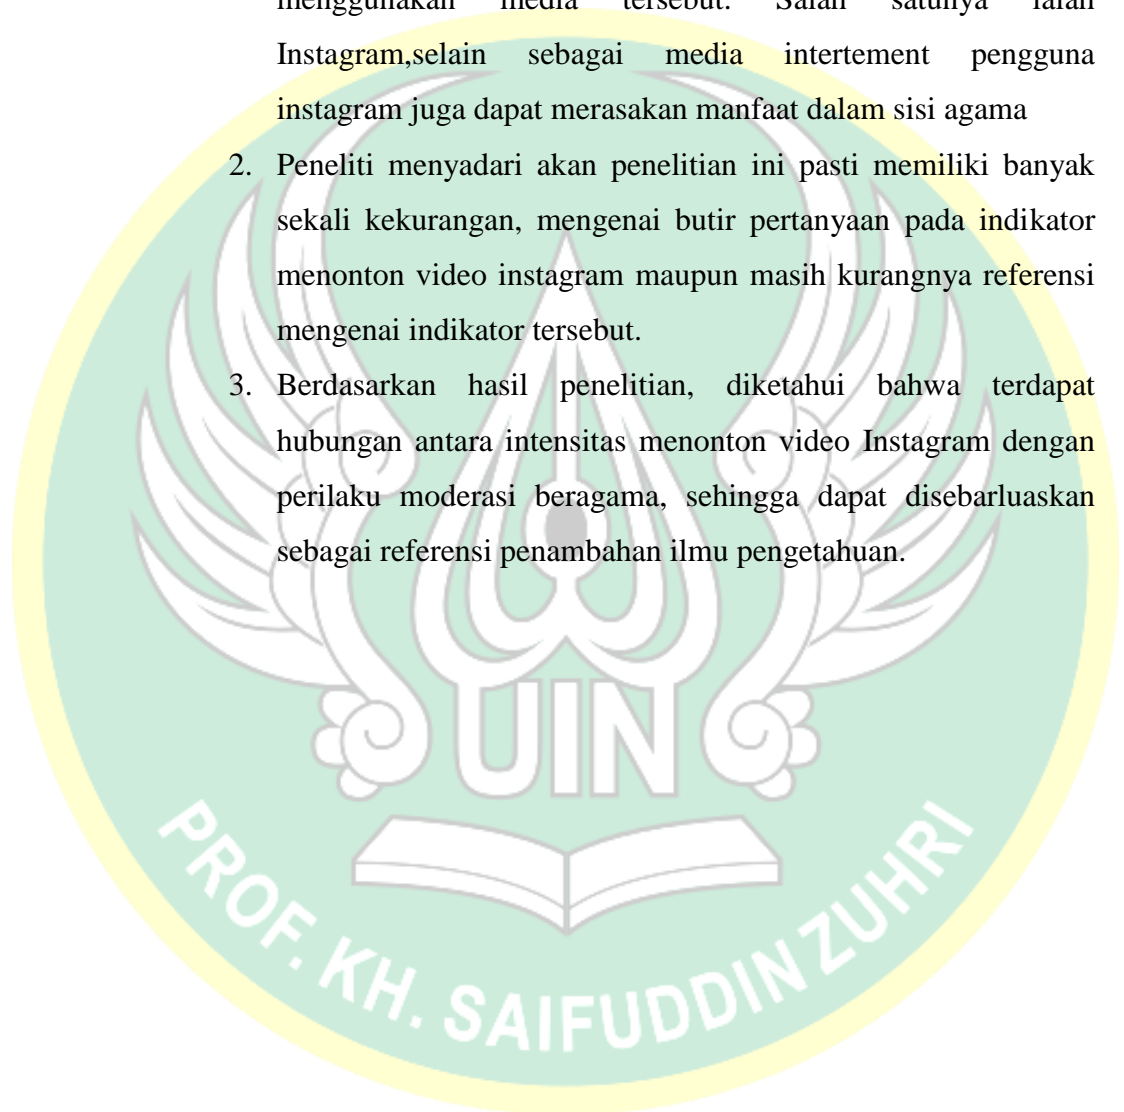 menggunakan media tersebut. Salah satunya ialah
Instagram,selain sebagai media intertement pengguna
instagram juga dapat merasakan manfaat dalam sisi agama
2. Peneliti menyadari akan penelitian ini pasti memiliki banyak
sekali kekurangan, mengenai butir pertanyaan pada indikator
menonton video instagram maupun masih kurangnya referensi
mengenai indikator tersebut.
3. Berdasarkan hasil penelitian, diketahui bahwa terdapat
hubungan antara intensitas menonton video Instagram dengan
perilaku moderasi beragama, sehingga dapat disebarluaskan
sebagai referensi penambahan ilmu pengetahuan.
UIN
PROF. KH. SAIFUDDIN ZUHRI